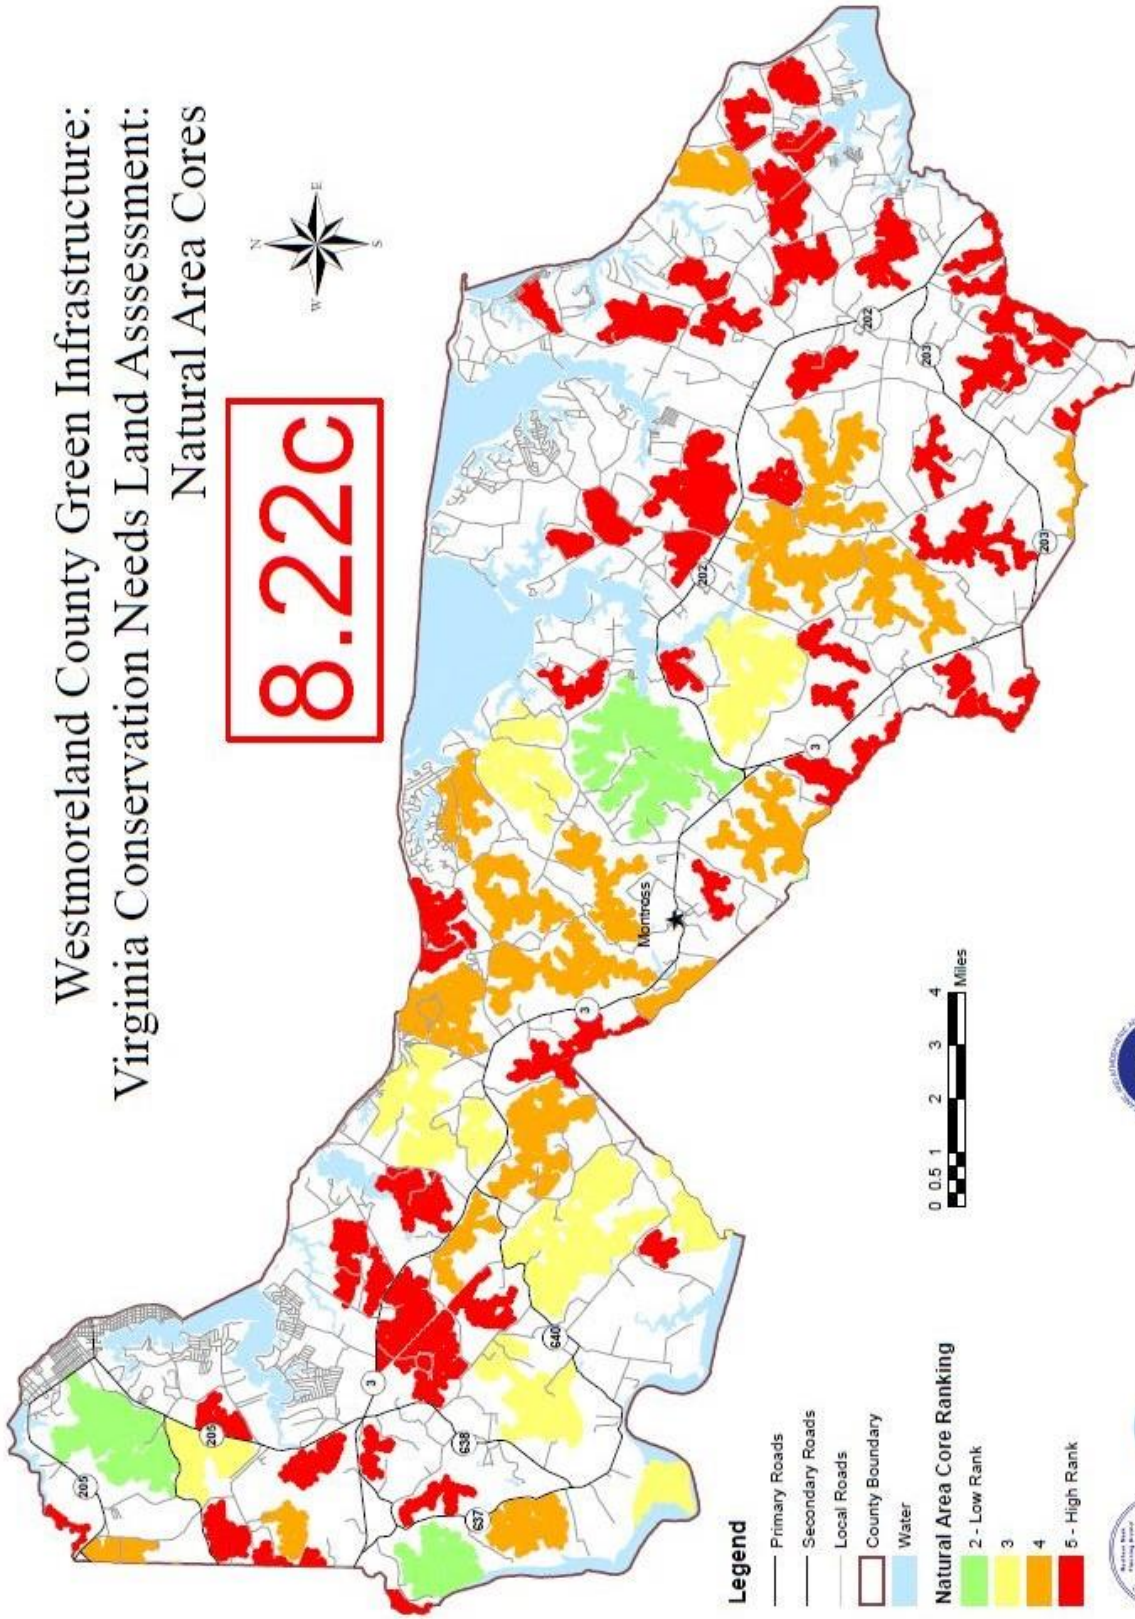 Westmoreland County Green Infrastructure:
Virginia Conservation Needs Land Assessment:
Natural Area Cores
8.22c
N
W
E
S
205
205
3
638
637
640
3
Montross
3
202
202
203
203
Legend
Primary Roads
Secondary Roads
Local Roads
County Boundary
Water
Natural Area Core Ranking
2 - Low Rank
3
4
5 - High Rank
0 0.5 1 2 3 4
Miles